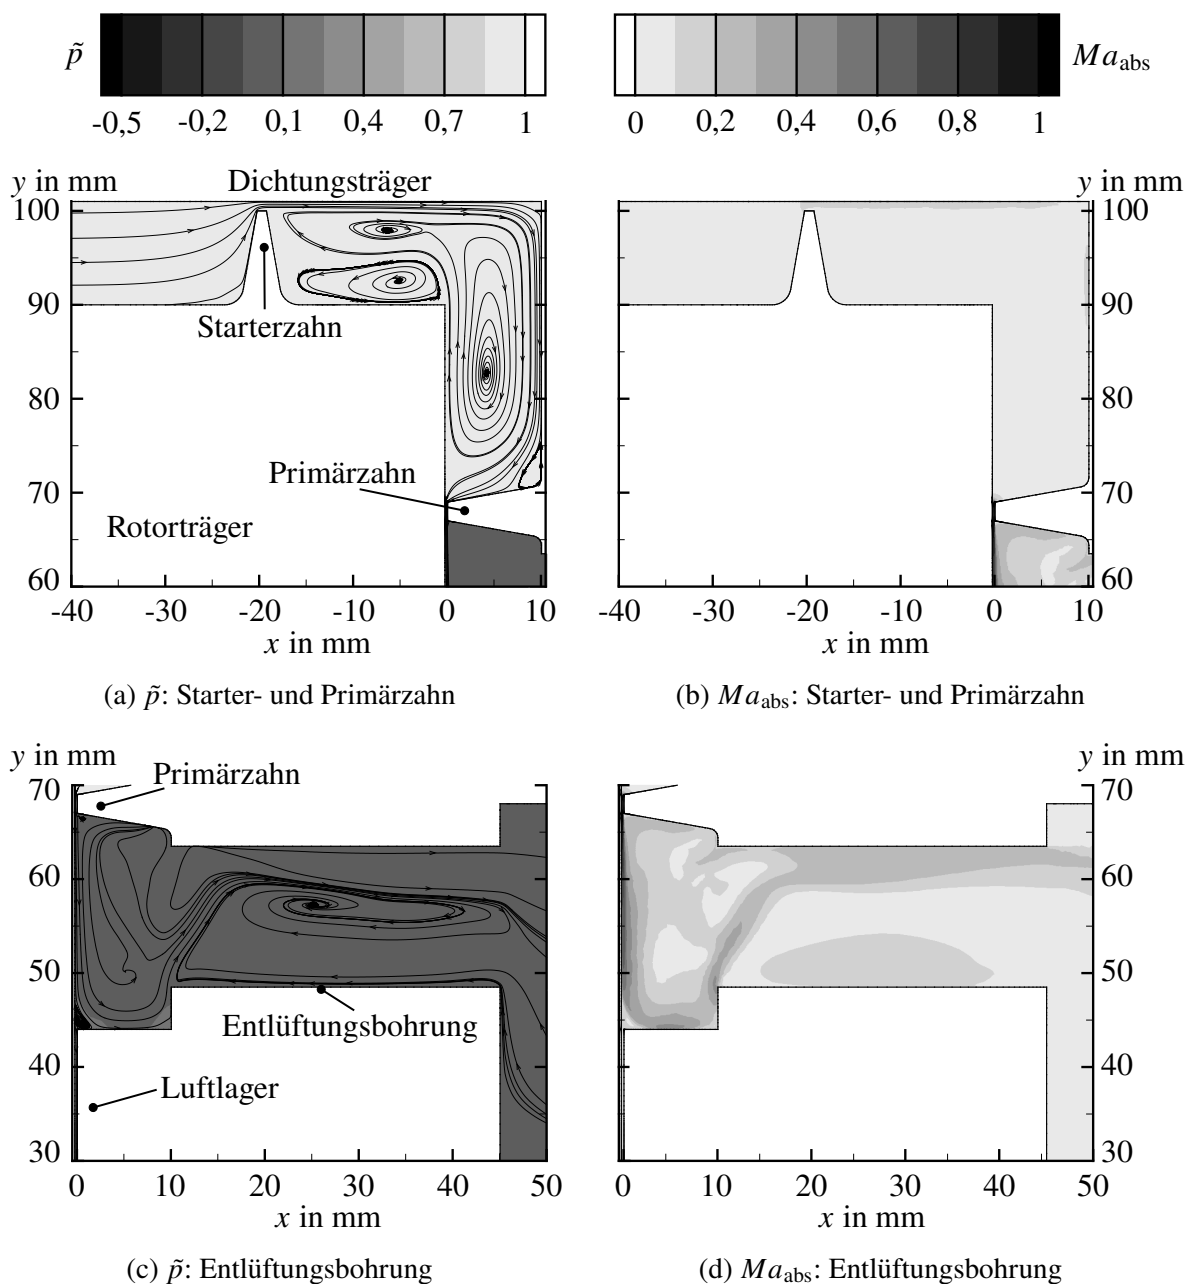 p̃
-0,5 -0,2 0,1 0,4 0,7 1
Ma_abs
0 0,2 0,4 0,6 0,8 1
y in mm
Dichtungsträger
100
90
80
70
60
Starterzahn
Primärzahn
Rotorträger
-40 -30 -20 -10 0 10
x in mm
(a) p̃: Starter- und Primärzahn
y in mm
100
90
80
70
60
-40 -30 -20 -10 0 10
x in mm
(b) Ma_abs: Starter- und Primärzahn
y in mm
70
60
50
40
30
Primärzahn
Entlüftungsbohrung
Luftlager
0 10 20 30 40 50
x in mm
(c) p̃: Entlüftungsbohrung
y in mm
70
60
50
40
30
0 10 20 30 40 50
x in mm
(d) Ma_abs: Entlüftungsbohrung